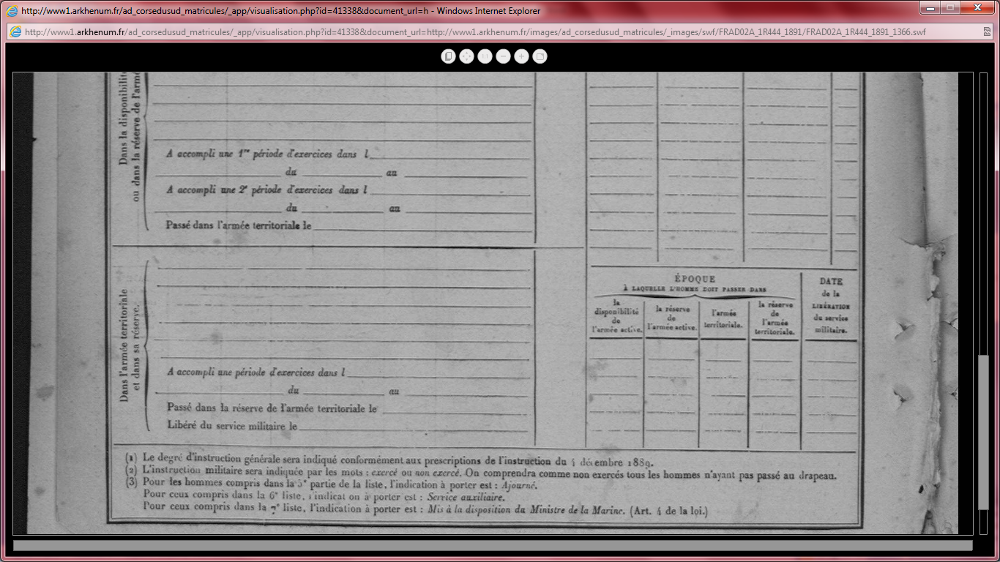 http://www1.arkhenum.fr/ad_corsedusud_matricules/_app/visualisation.php?id=41338&document_url=h - Windows Internet Explorer
http://www1.arkhenum.fr/ad_corsedusud_matricules/_app/visualisation.php?id=41338&document_url=http://www1.arkhenum.fr/images/ad_corsedusud_matricules/_images/swf/FRAD02A_1R444_1891/FRAD02A_1R444_1891_1366.swf
Dans la disponibilité
ou dans la réserve de l'armé
A accompli une 1re période d'exercices dans l
du au
A accompli une 2e période d'exercices dans l
du au
Passé dans l'armée territoriale le
Dans l'armée territoriale
et dans sa réserve.
A accompli une période d'exercices dans l
du au
Passé dans la réserve de l'armée territoriale le
Libéré du service militaire le
ÉPOQUE
À LAQUELLE L'HOMME DOIT PASSER DANS
la
disponibilité
de
l'armée active.
la réserve
de
l'armée active.
l'armée
territoriale.
la réserve
de
l'armée
territoriale.
DATE
de la
LIBÉRATION
du service
militaire.
(1) Le degré d'instruction générale sera indiqué conformément aux prescriptions de l'instruction du 4 décembre 1889.
(2) L'instruction militaire sera indiquée par les mots : exercé ou non exercé. On comprendra comme non exercés tous les hommes n'ayant pas passé au drapeau.
(3) Pour les hommes compris dans la 5e partie de la liste, l'indication à porter est : Ajourné.
Pour ceux compris dans la 6e liste, l'indication à porter est : Service auxiliaire.
Pour ceux compris dans la 7e liste, l'indication à porter est : Mis à la disposition du Ministre de la Marine. (Art. 4 de la loi.)